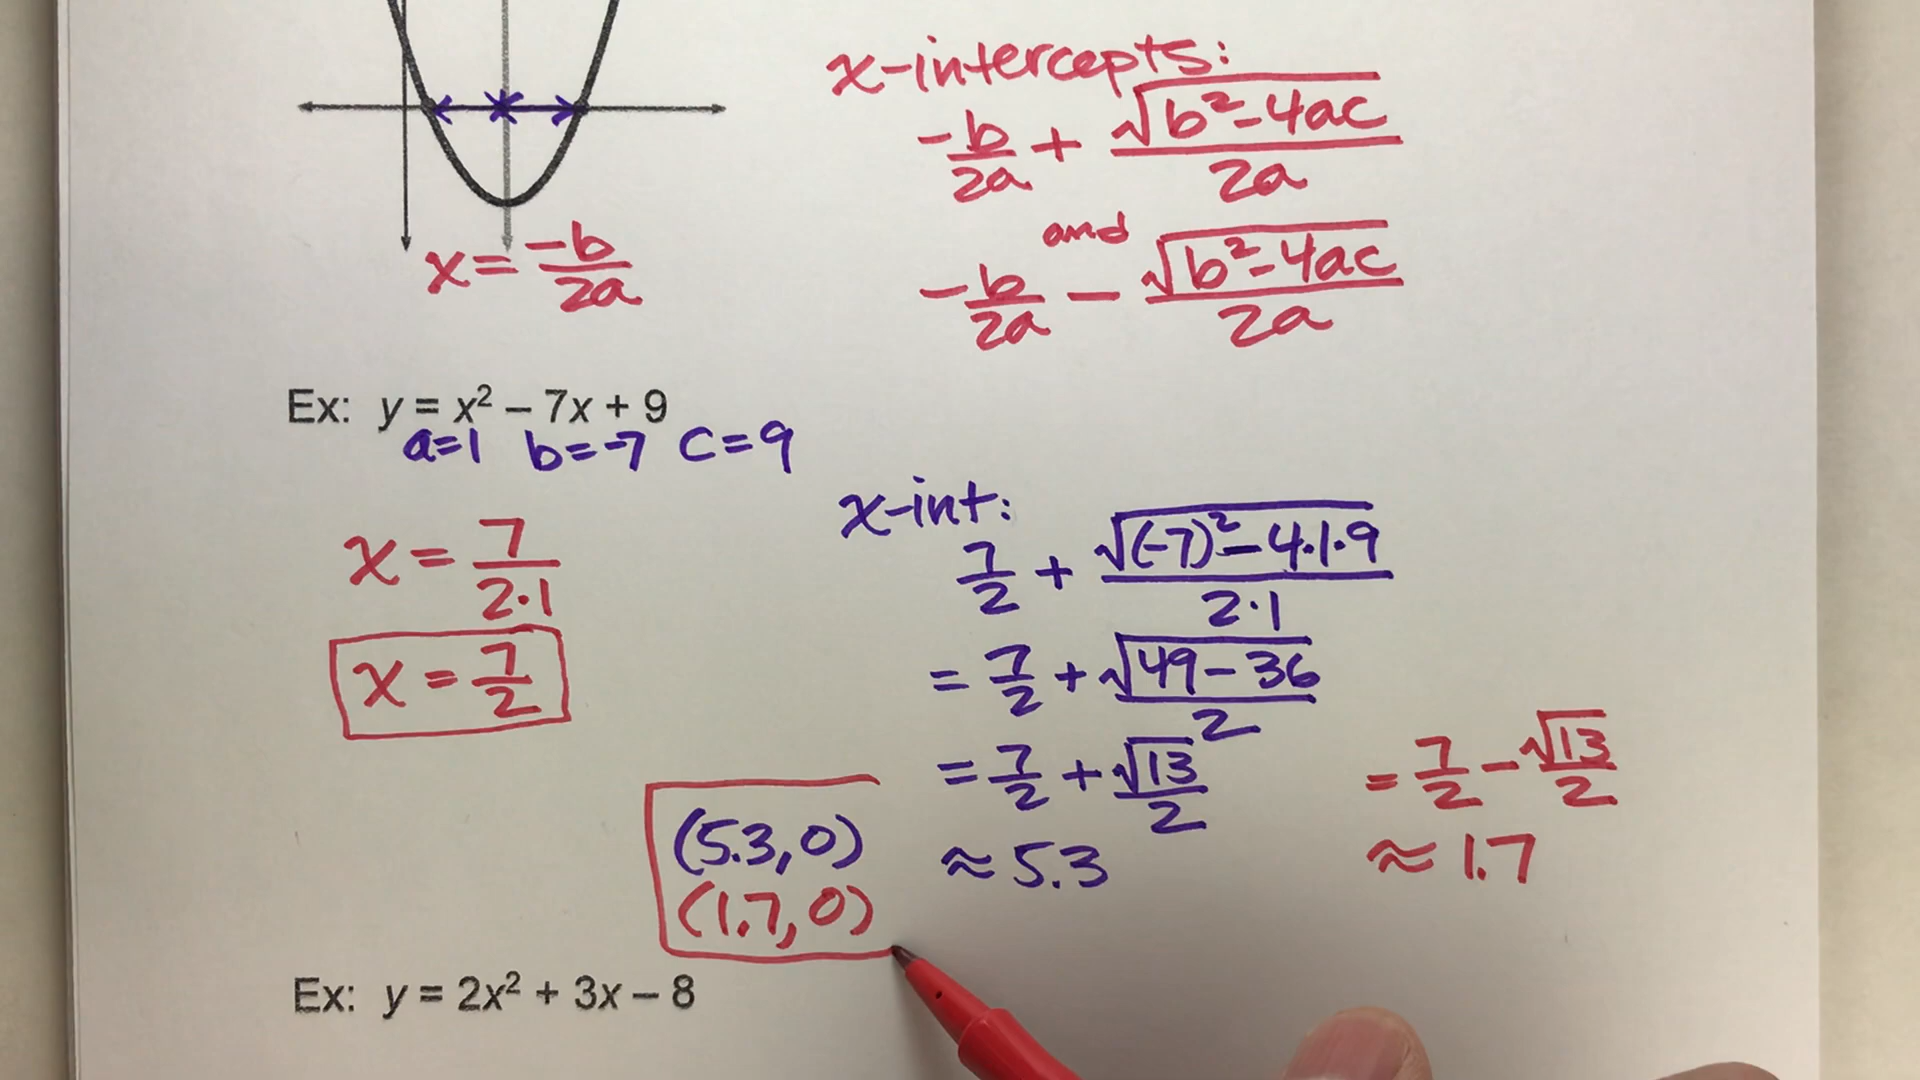 x-intercepts:
-b/2a + √(b²-4ac)/2a
and
-b/2a - √(b²-4ac)/2a
x = -b/2a
Ex: y = x² – 7x + 9
a=1 b=-7 c=9
x = 7/2·1
x = 7/2
x-int:
7/2 + √((-7)²-4·1·9)/2·1
= 7/2 + √(49-36)/2
= 7/2 + √13/2
≈ 5.3
= 7/2 - √13/2
≈ 1.7
(5.3,0)
(1.7,0)
Ex: y = 2x² + 3x – 8